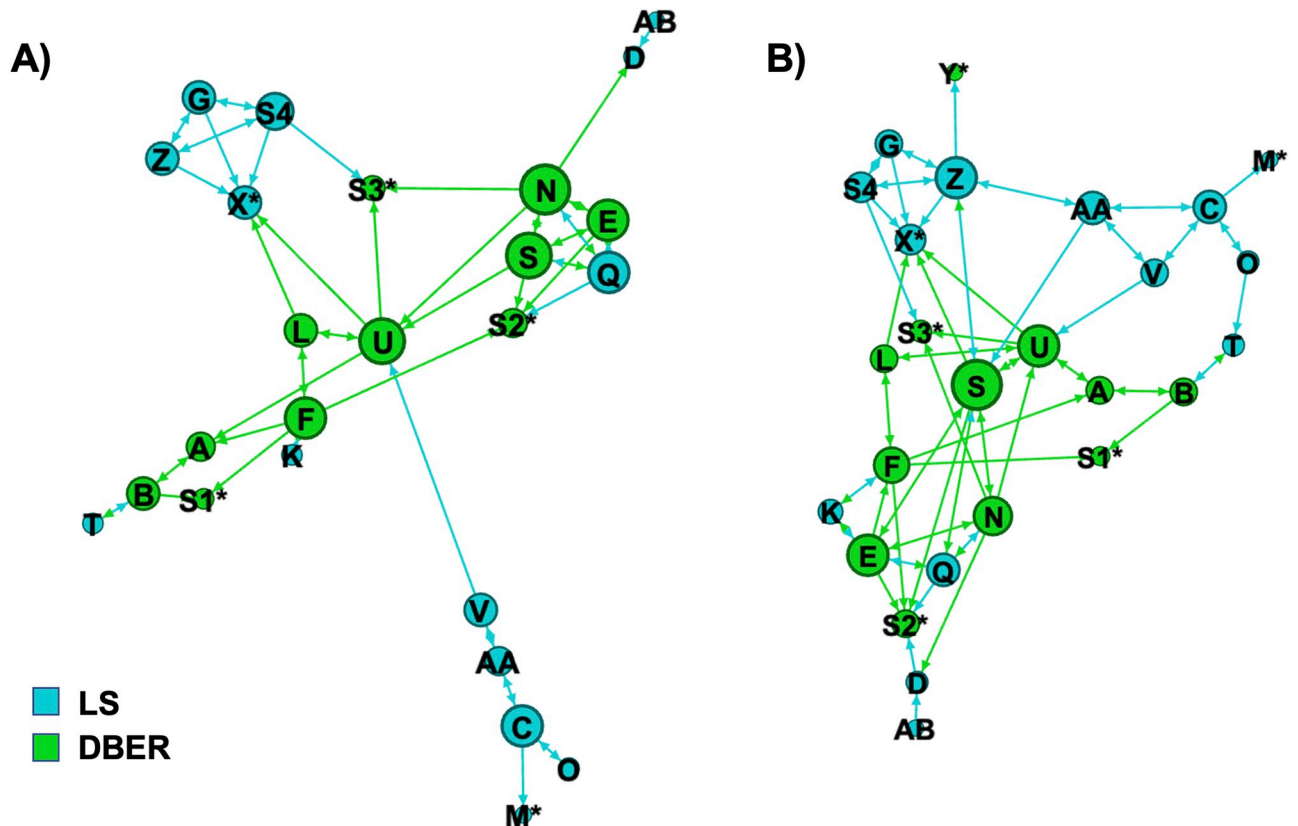 A)
AB
D
G
S4
Z
X*
S3*
N
E
S
Q
S2*
L
U
F
A
K
B
S1*
T
V
AA
C
O
M*
LS
DBER
B)
Y*
G
S4
Z
M*
AA
C
X*
V
O
S3*
U
T
L
S
A
B
F
S1*
K
N
E
Q
S2*
D
AB